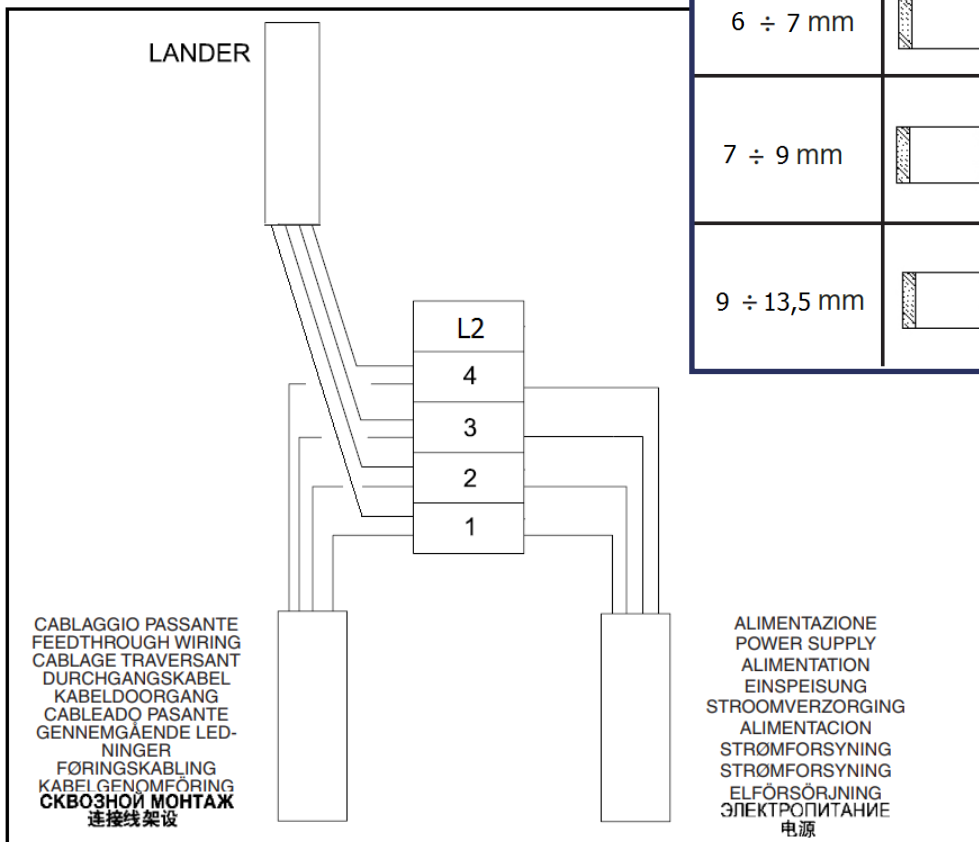 LANDER
6 ÷ 7 mm
7 ÷ 9 mm
9 ÷ 13,5 mm
L2
4
3
2
1
CABLAGGIO PASSANTE
FEEDTHROUGH WIRING
CABLAGE TRAVERSANT
DURCHGANGSKABEL
KABELDOORGANG
CABLEADO PASANTE
GENNEMGÅENDE LED-
NINGER
FØRINGSKABLING
KABELGENOMFÖRING
СКВОЗНОЙ МОНТАЖ
连接线架设
ALIMENTAZIONE
POWER SUPPLY
ALIMENTATION
EINSPEISUNG
STROOMVERZORGING
ALIMENTACION
STRØMFORSYNING
STRØMFORSYNING
ELFÖRSÖRJNING
ЭЛЕКТРОПИТАНИЕ
电源